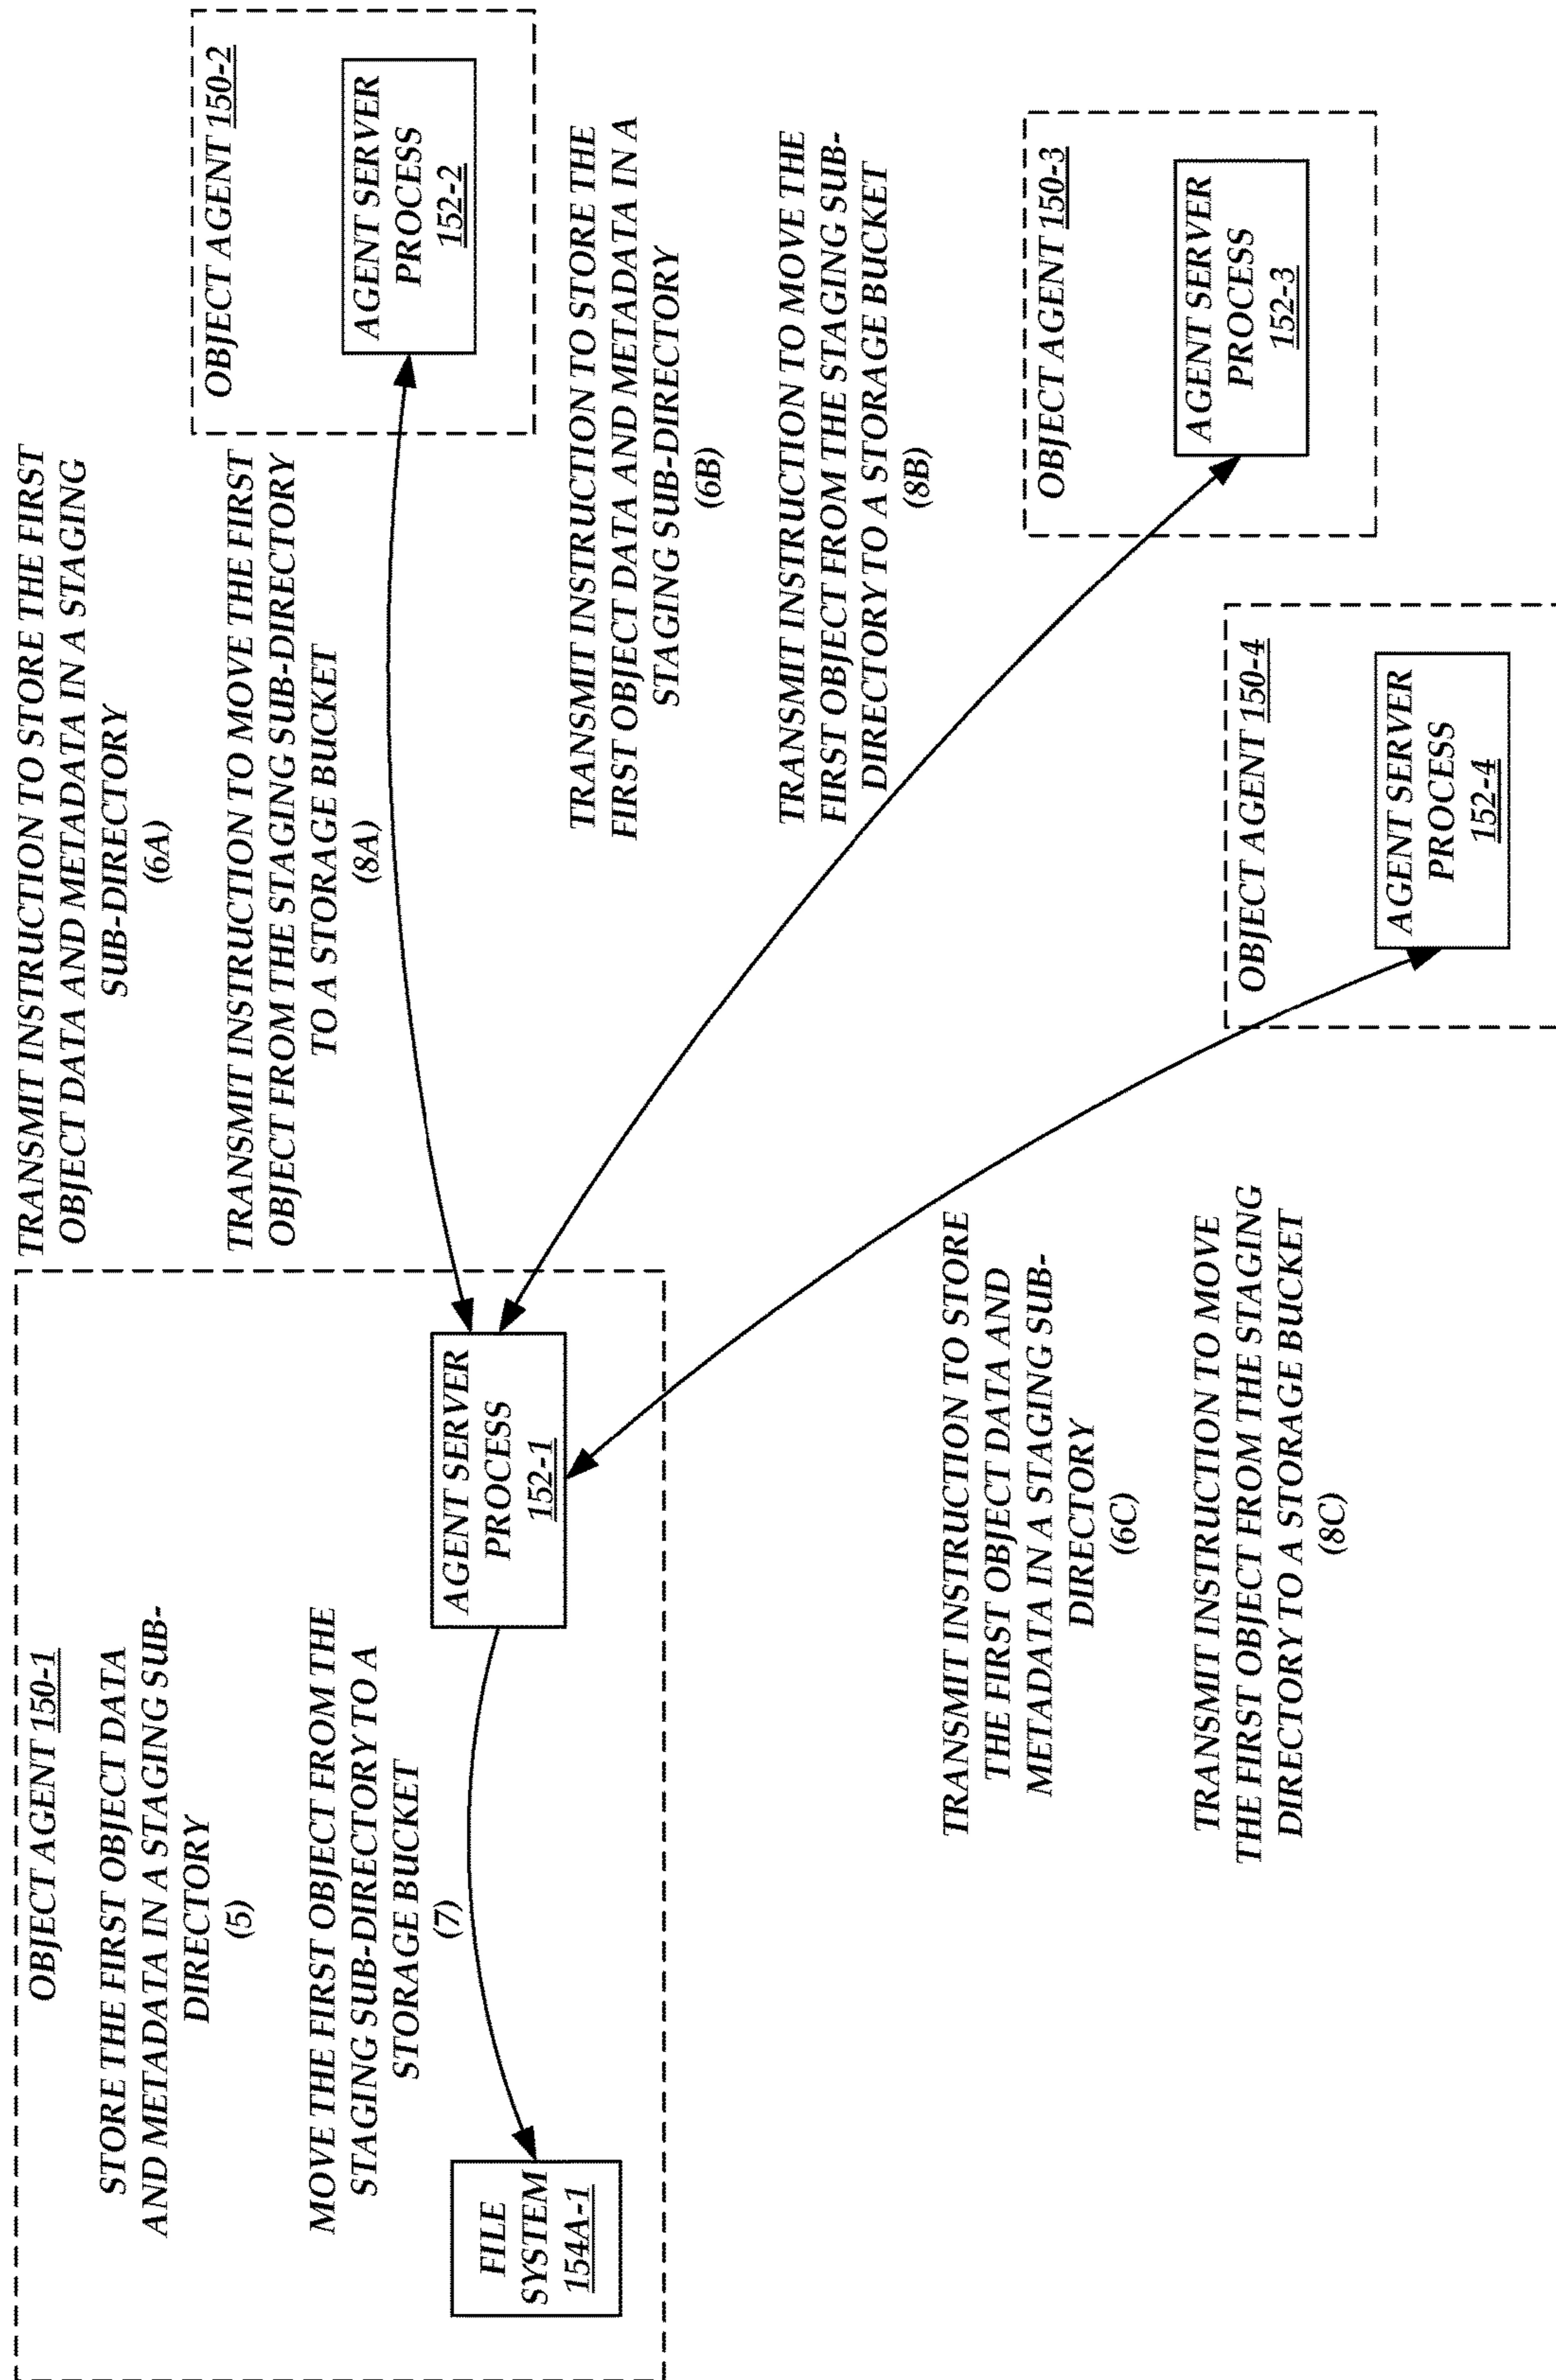 OBJECT AGENT 150-1
STORE THE FIRST OBJECT DATA
AND METADATA IN A STAGING SUB-
DIRECTORY
(5)
MOVE THE FIRST OBJECT FROM THE
STAGING SUB-DIRECTORY TO A
STORAGE BUCKET
(7)
FILE
SYSTEM
154A-1
AGENT SERVER
PROCESS
152-1
TRANSMIT INSTRUCTION TO STORE THE FIRST
OBJECT DATA AND METADATA IN A STAGING
SUB-DIRECTORY
(6A)
TRANSMIT INSTRUCTION TO MOVE THE FIRST
OBJECT FROM THE STAGING SUB-DIRECTORY
TO A STORAGE BUCKET
(8A)
OBJECT AGENT 150-2
AGENT SERVER
PROCESS
152-2
TRANSMIT INSTRUCTION TO STORE THE
FIRST OBJECT DATA AND METADATA IN A
STAGING SUB-DIRECTORY
(6B)
TRANSMIT INSTRUCTION TO MOVE THE
FIRST OBJECT FROM THE STAGING SUB-
DIRECTORY TO A STORAGE BUCKET
(8B)
OBJECT AGENT 150-3
AGENT SERVER
PROCESS
152-3
TRANSMIT INSTRUCTION TO STORE
THE FIRST OBJECT DATA AND
METADATA IN A STAGING SUB-
DIRECTORY
(6C)
TRANSMIT INSTRUCTION TO MOVE
THE FIRST OBJECT FROM THE STAGING
DIRECTORY TO A STORAGE BUCKET
(8C)
OBJECT AGENT 150-4
AGENT SERVER
PROCESS
152-4